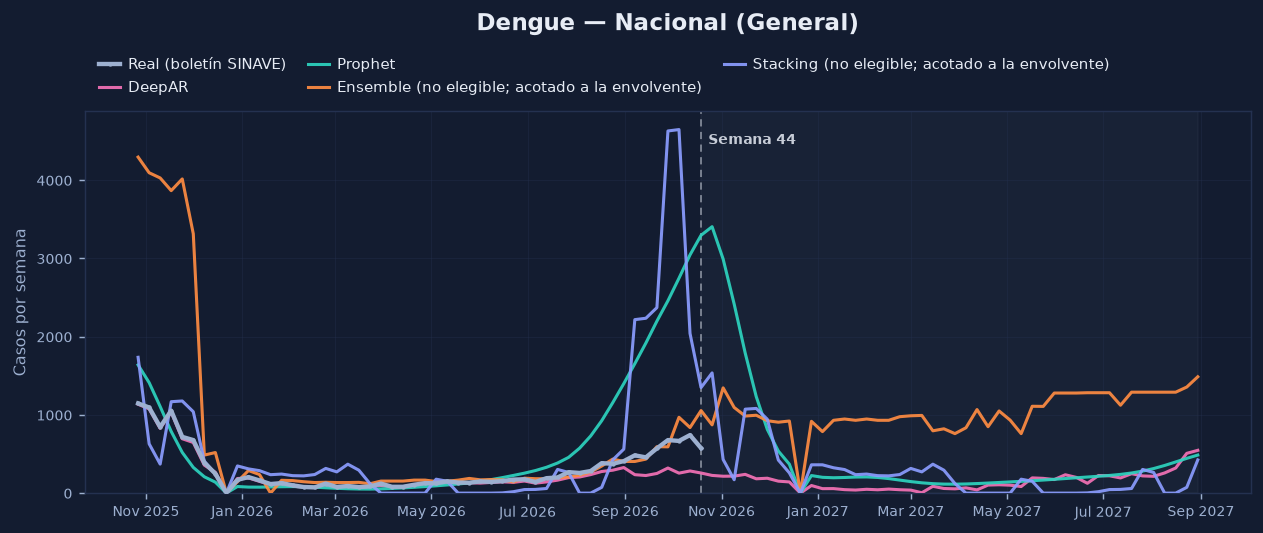 Dengue — Nacional (General)
Real (boletín SINAVE) Prophet Stacking (no elegible; acotado a la envolvente)
DeepAR Ensemble (no elegible; acotado a la envolvente)
Semana 44
Casos por semana
4000
3000
2000
1000
0
Nov 2025 Jan 2026 Mar 2026 May 2026 Jul 2026 Sep 2026 Nov 2026 Jan 2027 Mar 2027 May 2027 Jul 2027 Sep 2027